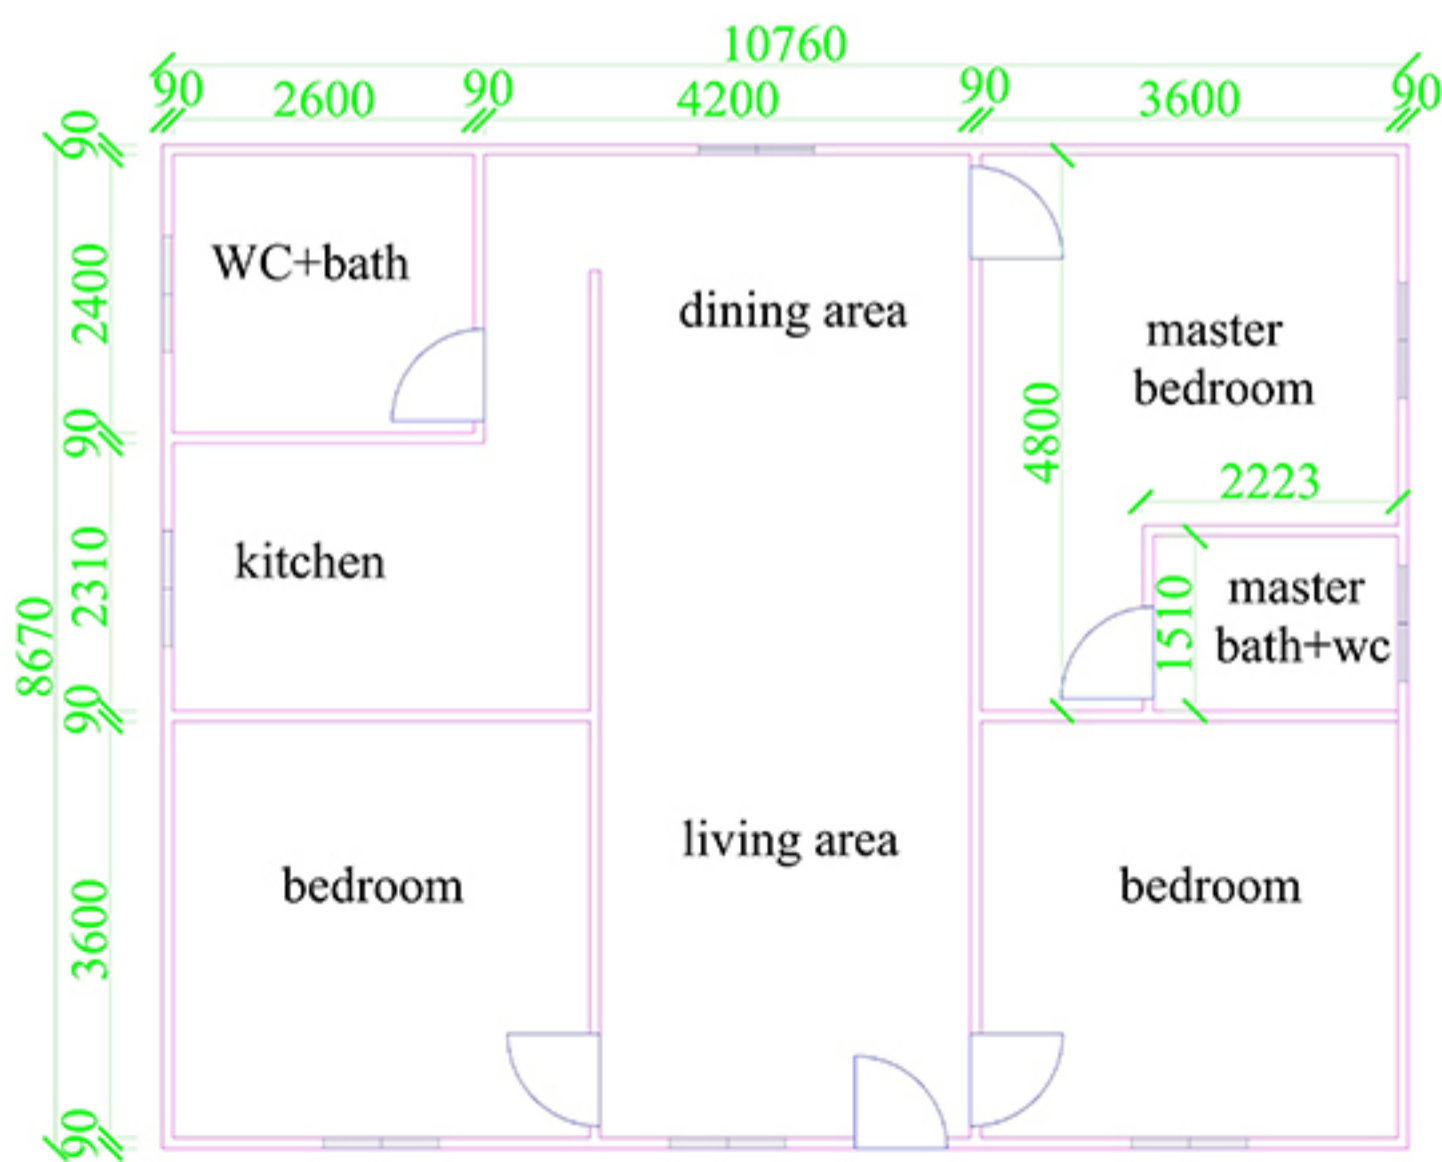 10760
90 2600 90 4200 90 3600 90
90
WC+bath
2400
dining area
master
bedroom
4800
90
2223
kitchen
2310
master
bath+wc
1510
8670
90
living area
bedroom
bedroom
3600
90